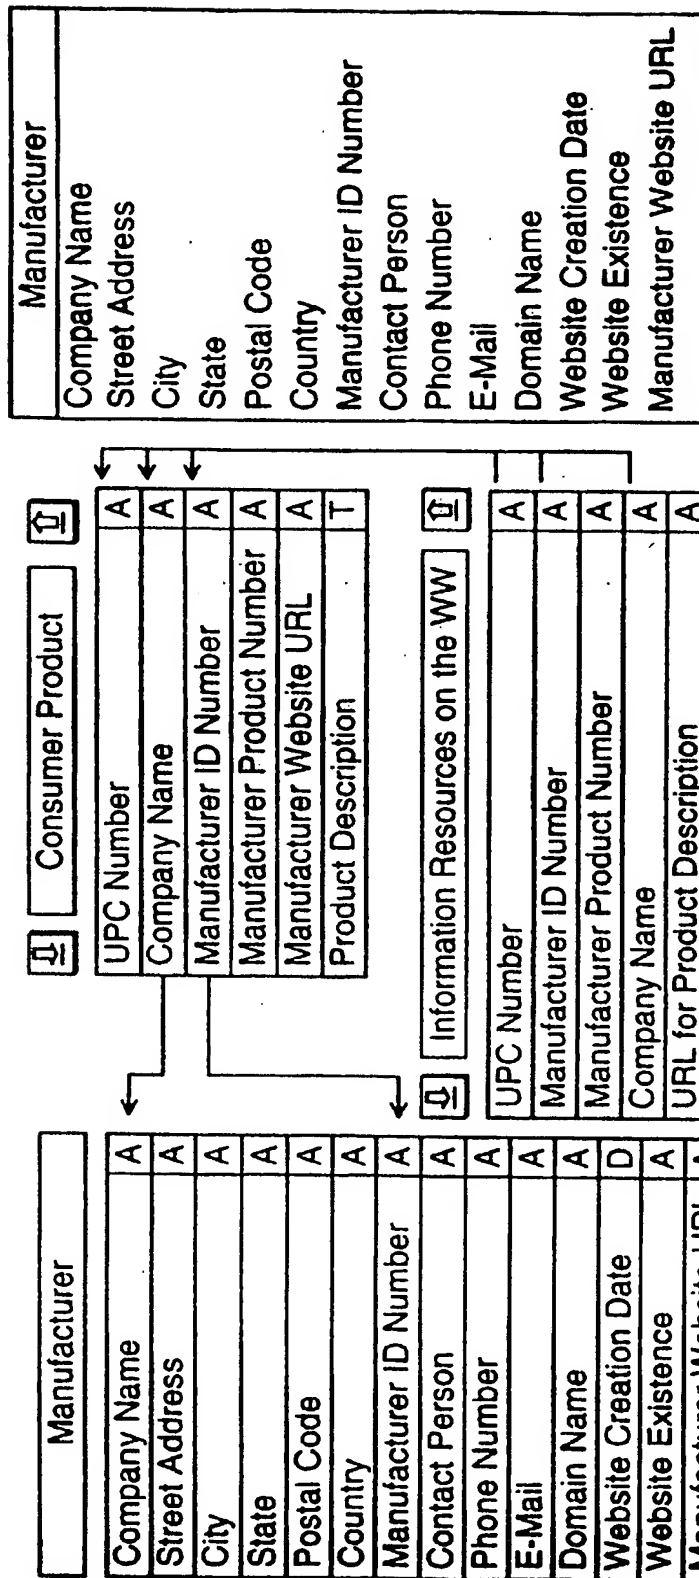 Manufacturer
Company Name A
Street Address A
City A
State A
Postal Code A
Country A
Manufacturer ID Number A
Contact Person A
Phone Number A
E-Mail A
Domain Name A
Website Creation Date D
Website Existence A
Consumer Product
UPC Number A
Company Name A
Manufacturer ID Number A
Manufacturer Product Number A
Manufacturer Website URL A
Product Description T
Information Resources on the WW
UPC Number A
Manufacturer ID Number A
Manufacturer Product Number A
Company Name A
URL for Product Description A
Manufacturer
Company Name
Street Address
City
State
Postal Code
Country
Manufacturer ID Number
Contact Person
Phone Number
E-Mail
Domain Name
Website Creation Date
Website Existence
Manufacturer Website URL